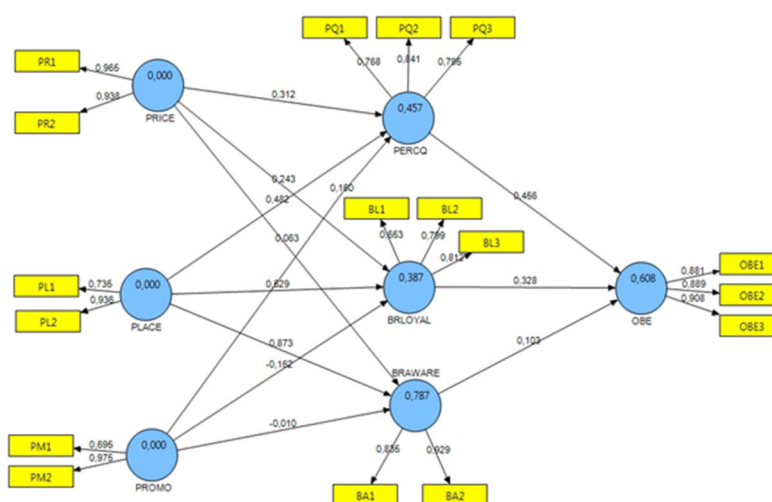 PQ1
PQ2
PQ3
PR1
0,965
0,000
0,768
0,841
0,795
0,938
PR2
PRICE
0,312
0,457
PERCQ
0,243
0,482
0,160
0,456
0,063
BL1
BL2
0,653
0,799
BL3
0,812
PL1
0,736
0,000
0,629
0,387
0,328
0,608
0,881
OBE1
PL2
0,936
0,889
OBE2
PLACE
BRLOYAL
OBE
0,908
OBE3
0,873
-0,162
BRAWARE
0,103
0,787
-0,010
PM1
0,695
0,000
PM2
0,976
PROMO
0,929
BA1
BA2